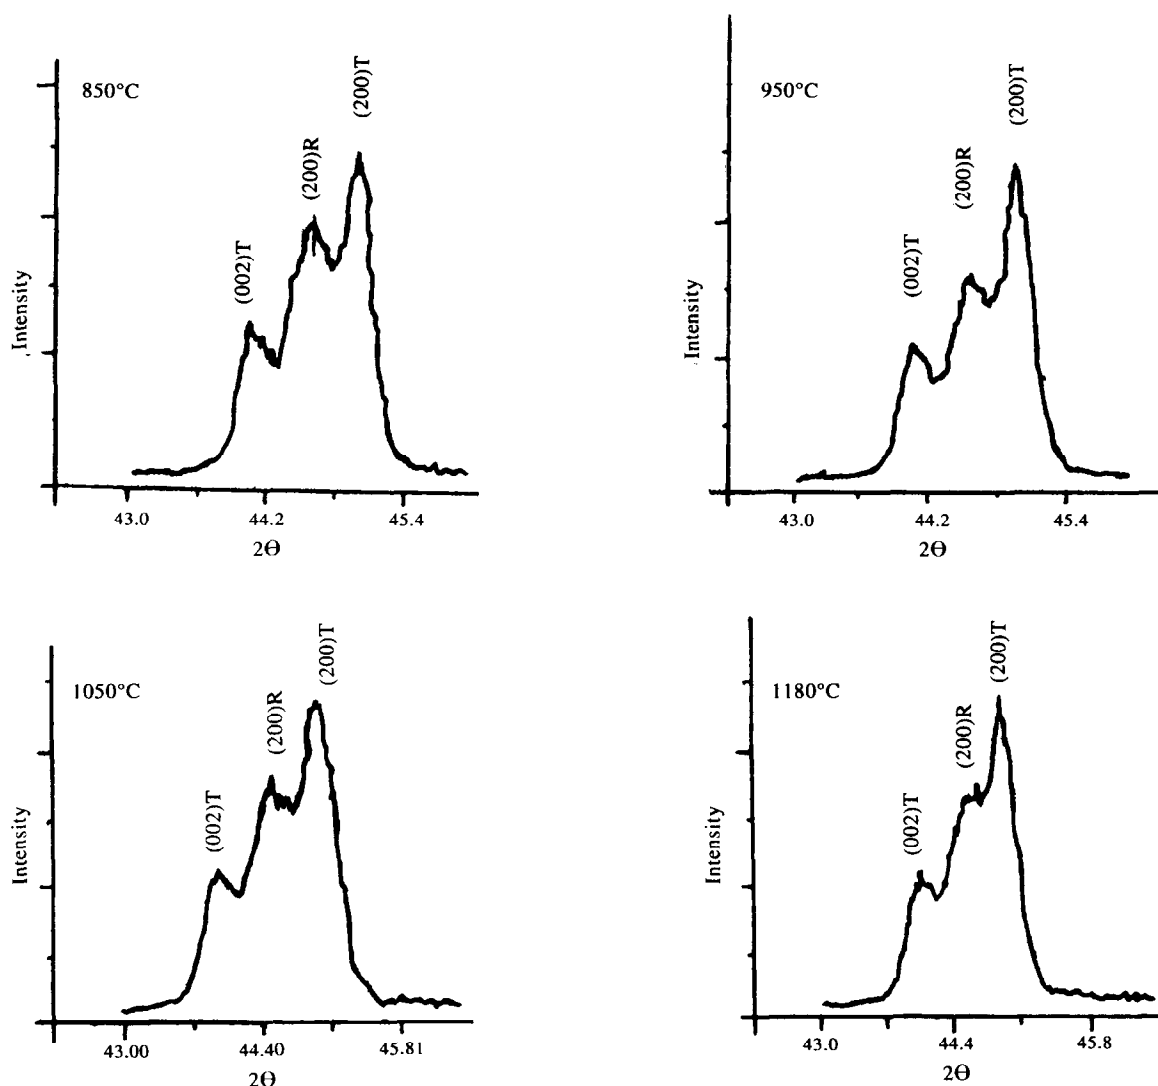 850°C
(002)T
(200)R
(200)T
Intensity
43.0 44.2 45.4
2Θ
950°C
(002)T
(200)R
(200)T
Intensity
43.0 44.2 45.4
2Θ
1050°C
(002)T
(200)R
(200)T
Intensity
43.00 44.40 45.81
2Θ
1180°C
(002)T
(200)R
(200)T
Intensity
43.0 44.4 45.8
2Θ